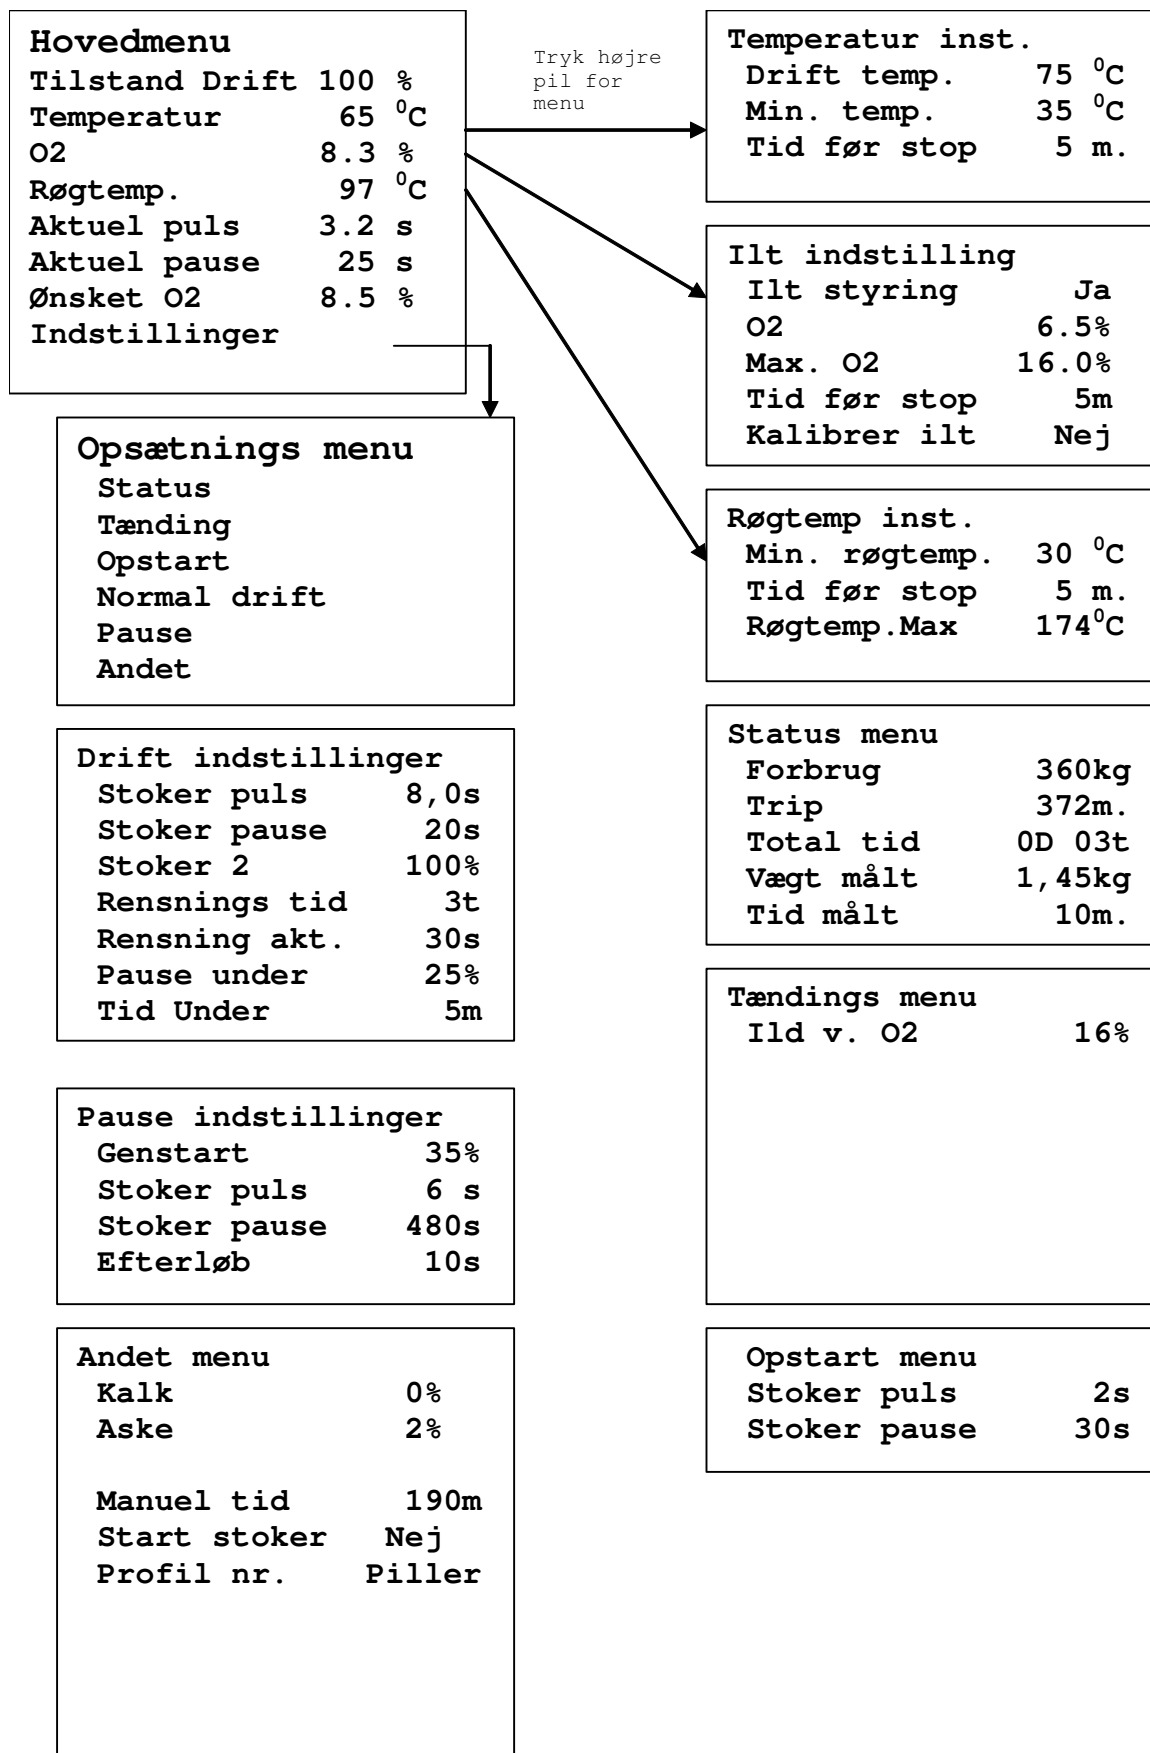 Hovedmenu
Tilstand Drift 100 %
Temperatur 65 ⁰C
O2 8.3 %
Røgtemp. 97 ⁰C
Aktuel puls 3.2 s
Aktuel pause 25 s
Ønsket O2 8.5 %
Indstillinger
Tryk højre
pil for
menu
Temperatur inst.
Drift temp. 75 ⁰C
Min. temp. 35 ⁰C
Tid før stop 5 m.
Ilt indstilling
Ilt styring Ja
O2 6.5%
Max. O2 16.0%
Tid før stop 5m
Kalibrer ilt Nej
Opsætnings menu
Status
Tænding
Opstart
Normal drift
Pause
Andet
Røgtemp inst.
Min. røgtemp. 30 ⁰C
Tid før stop 5 m.
Røgtemp.Max 174⁰C
Drift indstillinger
Stoker puls 8,0s
Stoker pause 20s
Stoker 2 100%
Rensnings tid 3t
Rensning akt. 30s
Pause under 25%
Tid Under 5m
Status menu
Forbrug 360kg
Trip 372m.
Total tid 0D 03t
Vægt målt 1,45kg
Tid målt 10m.
Tændings menu
Ild v. O2 16%
Pause indstillinger
Genstart 35%
Stoker puls 6 s
Stoker pause 480s
Efterløb 10s
Andet menu
Kalk 0%
Aske 2%
Manuel tid 190m
Start stoker Nej
Profil nr. Piller
Opstart menu
Stoker puls 2s
Stoker pause 30s